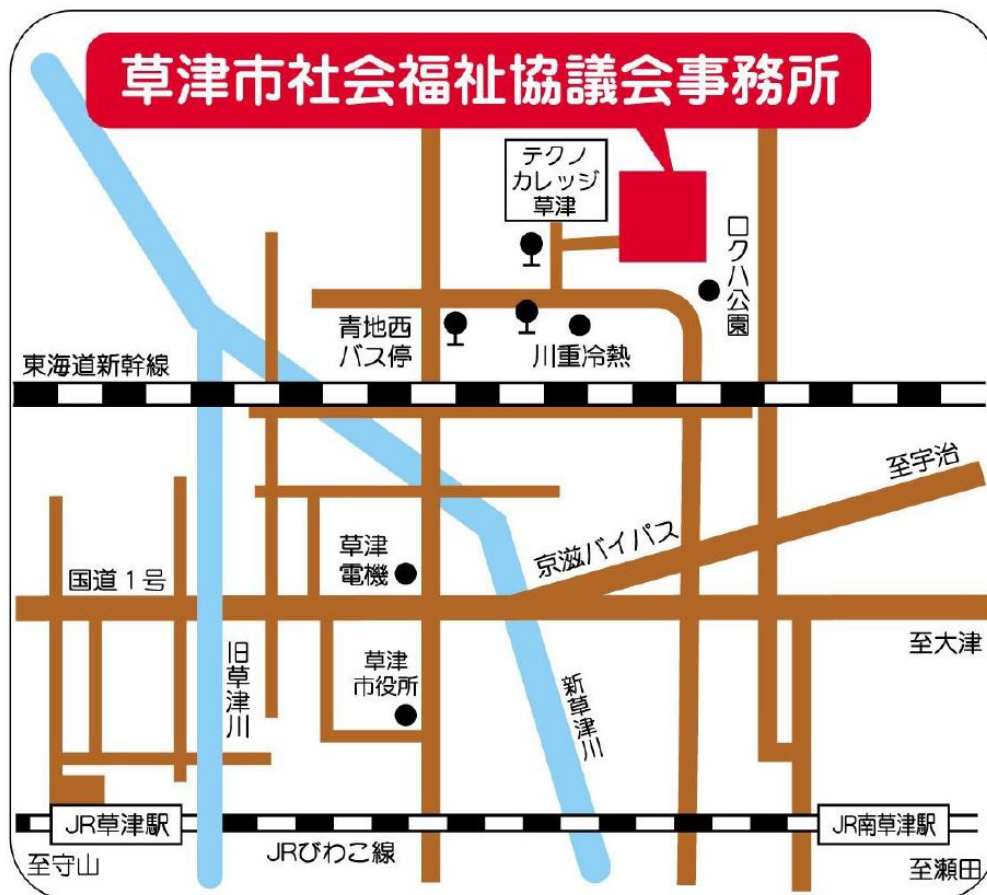 草津市社会福祉協議会事務所
テクノ
カレッジ
草津
ロクハ公園
青地西
バス停
川重冷熱
東海道新幹線
至宇治
京滋バイパス
草津
電機
国道1号
至大津
旧草津川
草津
市役所
新草津川
JR草津駅
JR南草津駅
JRびわこ線
至守山
至瀬田